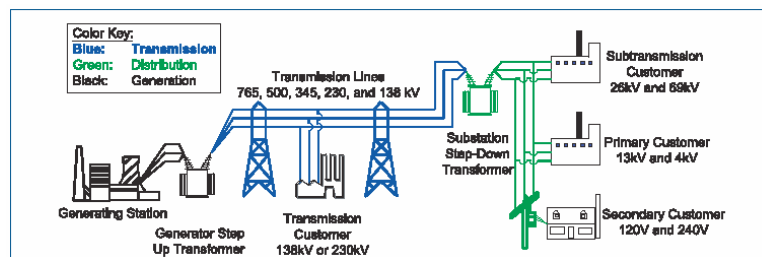 Color Key:
Blue: Transmission
Green: Distribution
Black: Generation
Transmission Lines
765, 500, 345, 230, and 138 kV
Subtransmission
Customer
26kV and 69kV
Substation
Step-Down
Transformer
Primary Customer
13kV and 4kV
Generating Station
Generator Step
Up Transformer
Transmission
Customer
138kV or 230kV
Secondary Customer
120V and 240V